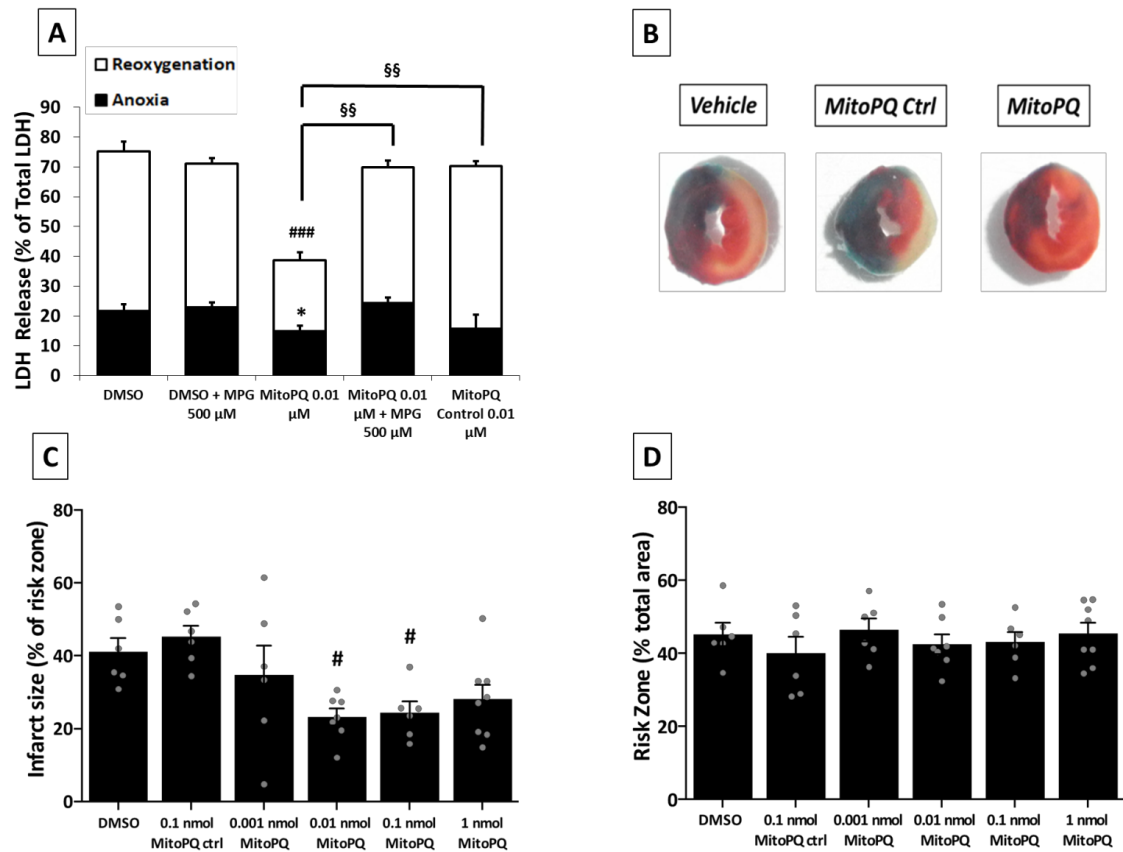 A
Reoxygenation
Anoxia
§§
§§
###
*
LDH Release (% of Total LDH)
90
80
70
60
50
40
30
20
10
0
DMSO
DMSO + MPG
500 µM
MitoPQ 0.01
µM
MitoPQ 0.01
µM + MPG
500 µM
MitoPQ
Control 0.01
µM
B
Vehicle
MitoPQ Ctrl
MitoPQ
C
Infarct size (% of risk zone)
80
60
40
20
0
#
#
DMSO
0.1 nmol
MitoPQ ctrl
0.001 nmol
MitoPQ
0.01 nmol
MitoPQ
0.1 nmol
MitoPQ
1 nmol
MitoPQ
D
Risk Zone (% total area)
80
60
40
20
0
DMSO
0.1 nmol
MitoPQ ctrl
0.001 nmol
MitoPQ
0.01 nmol
MitoPQ
0.1 nmol
MitoPQ
1 nmol
MitoPQ